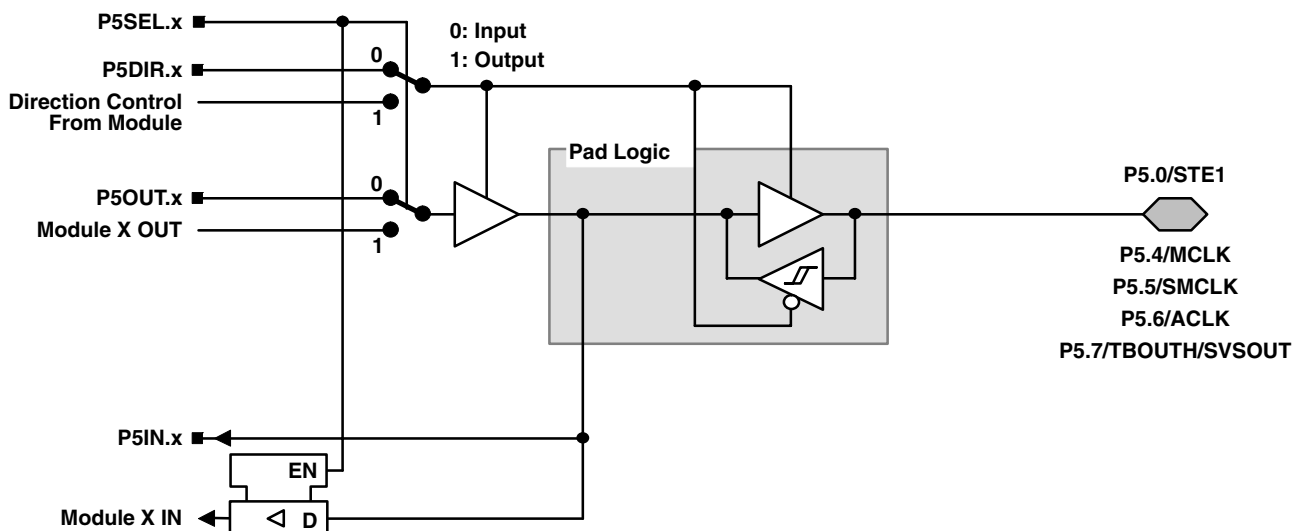 P5SEL.x
0: Input
1: Output
0
P5DIR.x
Direction Control
From Module
1
Pad Logic
P5.0/STE1
0
P5OUT.x
Module X OUT
1
P5.4/MCLK
P5.5/SMCLK
P5.6/ACLK
P5.7/TBOUTH/SVSOUT
P5IN.x
EN
Module X IN
D